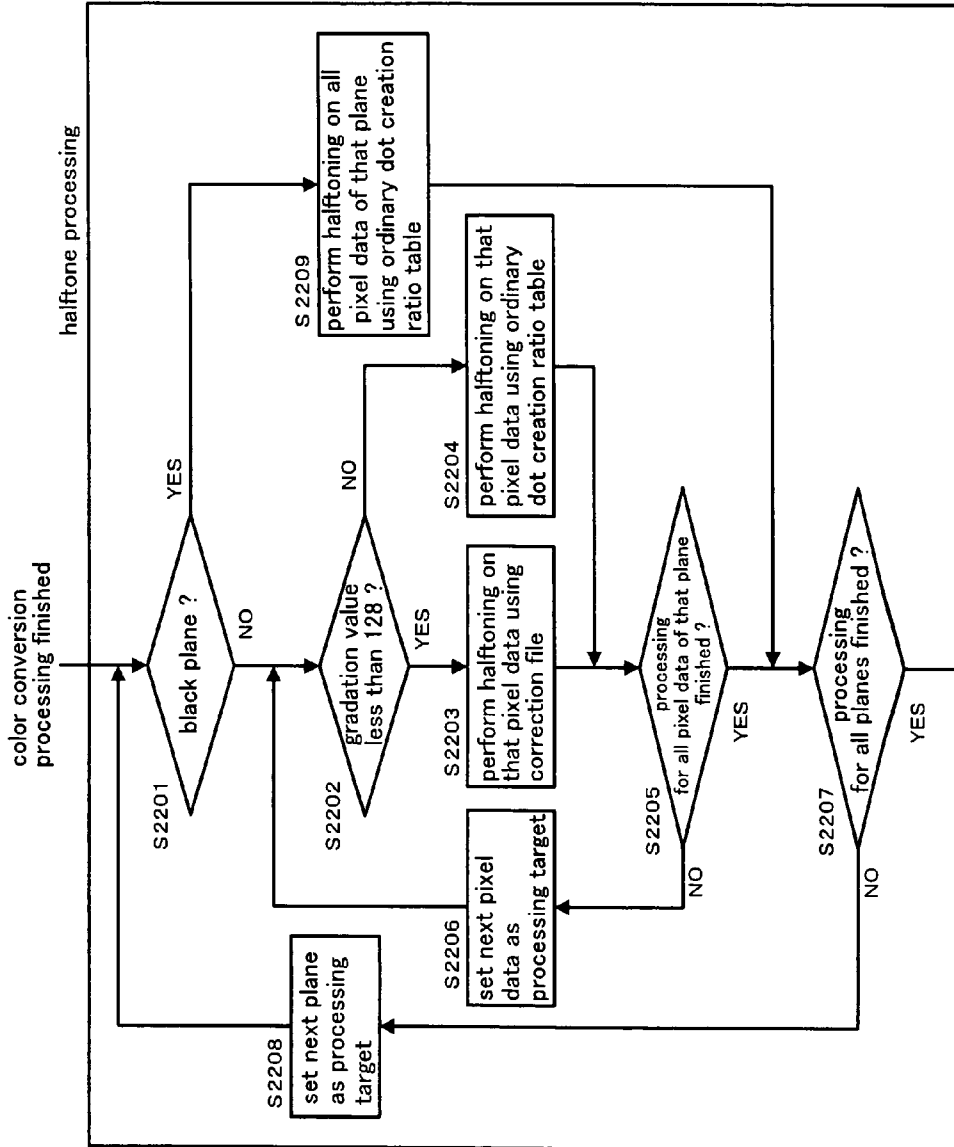 color conversion
processing finished
halftone processing
S2201
black plane ?
YES
NO
S2202
gradation value
less than 128 ?
NO
YES
S2203
perform halftoning on
that pixel data using
correction file
S2204
perform halftoning on that
pixel data using ordinary
dot creation ratio table
S2209
perform halftoning on all
pixel data of that plane
using ordinary dot creation
ratio table
S2205
processing
for all pixel data of that plane
finished ?
NO
YES
S2206
set next pixel
data as
processing target
S2207
processing
for all planes finished ?
NO
YES
S2208
set next plane
as processing
target